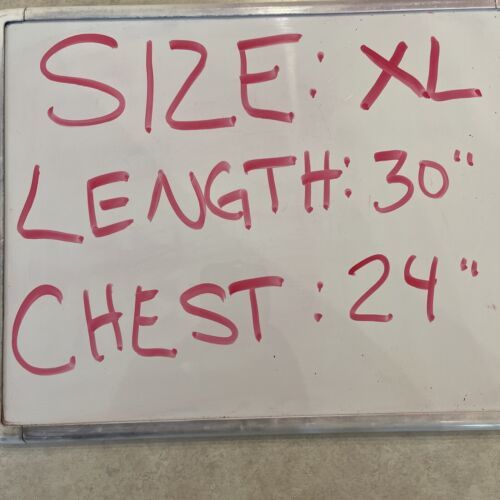 SIZE: XL
LENGTH: 30"
CHEST: 24"